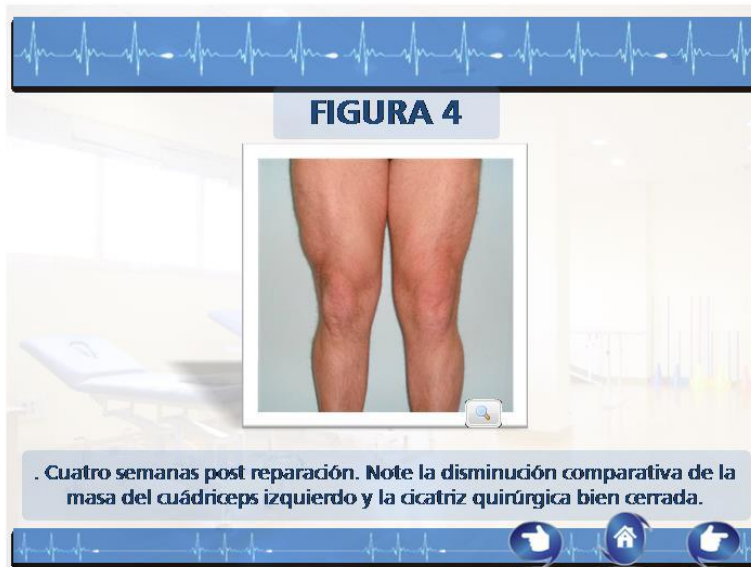 FIGURA 4
. Cuatro semanas post reparación. Note la disminución comparativa de la
masa del cuádriceps izquierdo y la cicatriz quirúrgica bien cerrada.